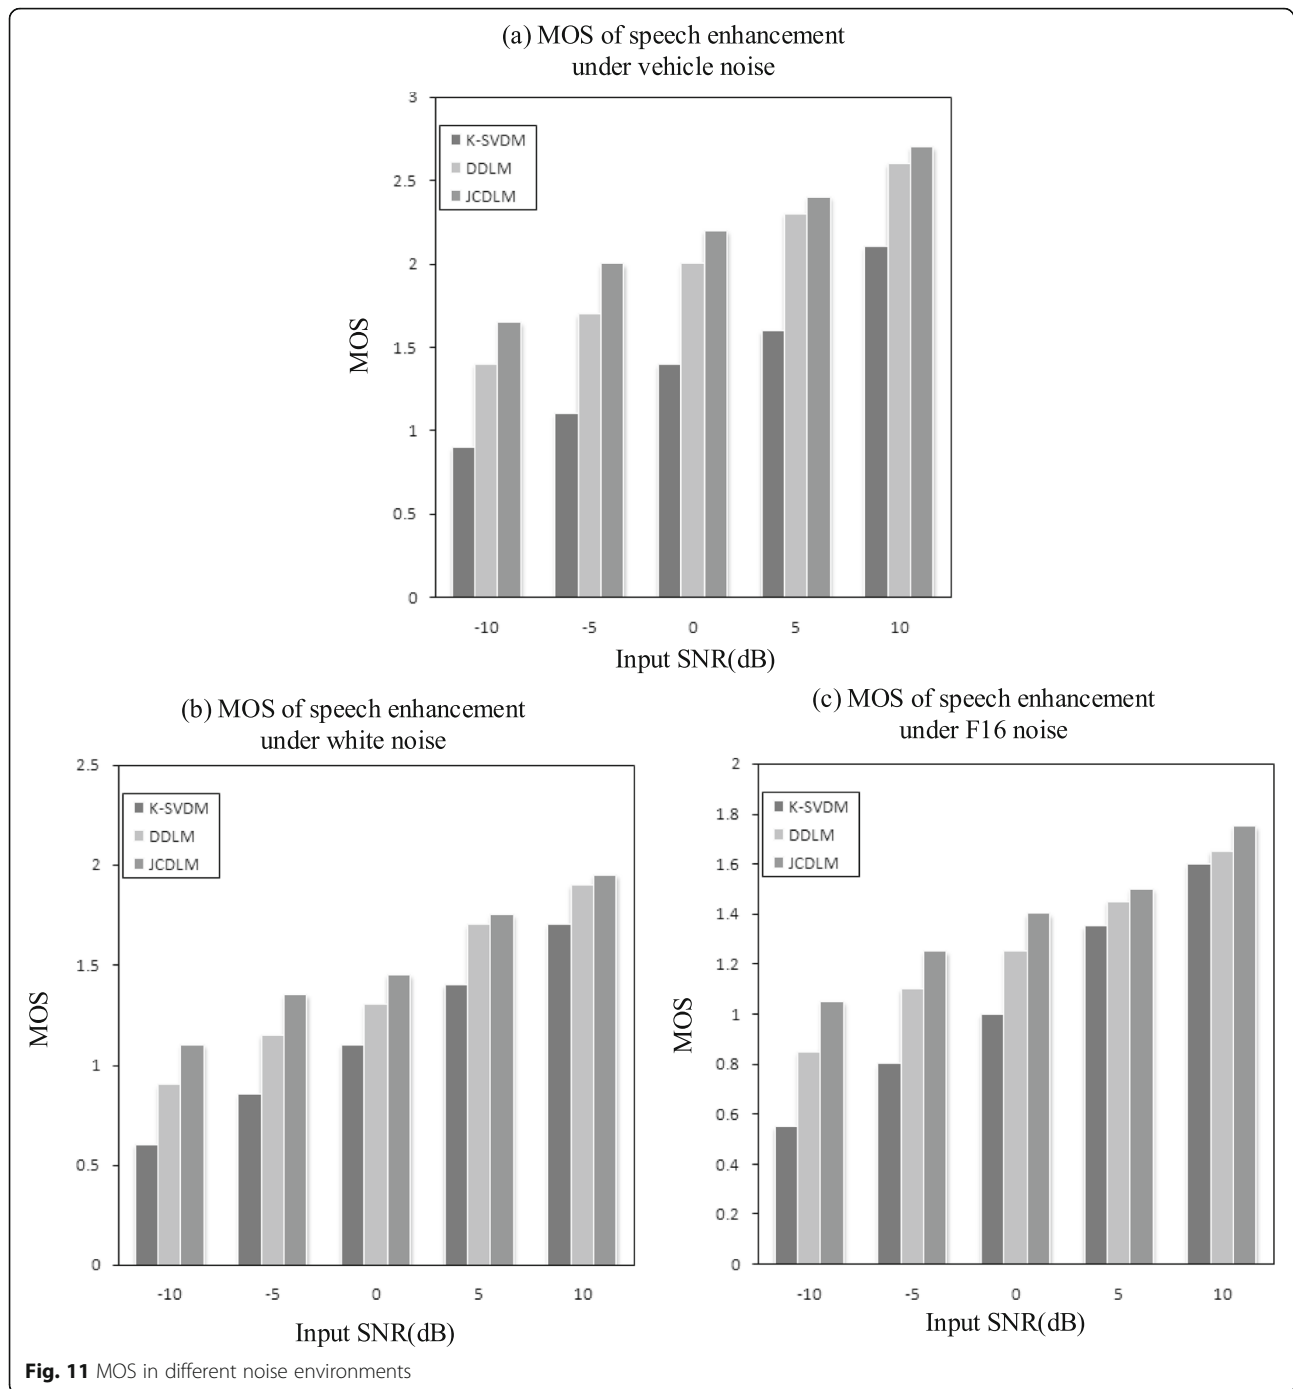 (a) MOS of speech enhancement
under vehicle noise
3
2.5
2
1.5
1
0.5
0
MOS
K-SVDM
DDLM
JCDLM
-10 -5 0 5 10
Input SNR(dB)
(b) MOS of speech enhancement
under white noise
2.5
2
1.5
1
0.5
0
MOS
K-SVDM
DDLM
JCDLM
-10 -5 0 5 10
Input SNR(dB)
(c) MOS of speech enhancement
under F16 noise
2
1.8
1.6
1.4
1.2
1
0.8
0.6
0.4
0.2
0
MOS
K-SVDM
DDLM
JCDLM
-10 -5 0 5 10
Input SNR(dB)
Fig. 11 MOS in different noise environments